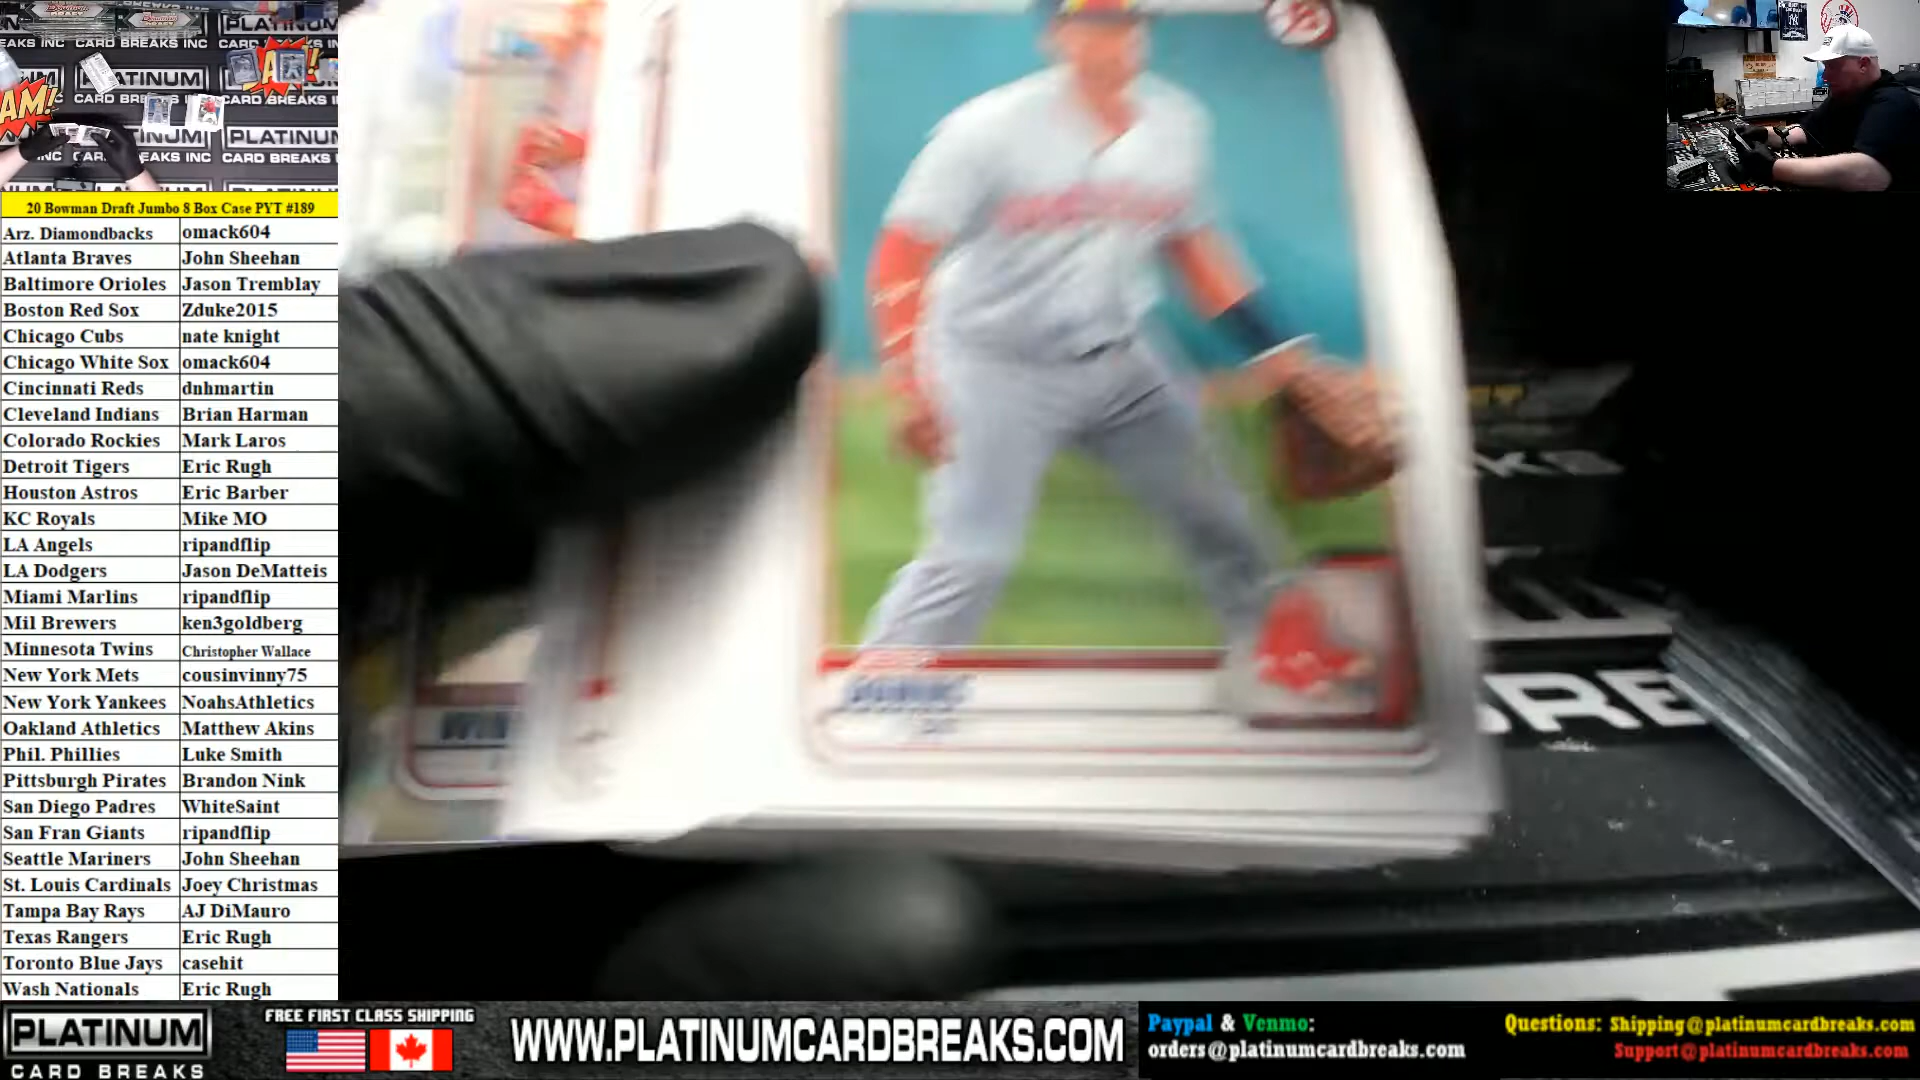 20 Bowman Draft Jumbo 8 Box Case PYT #189
Arz. Diamondbacks omack604
Atlanta Braves John Sheehan
Baltimore Orioles Jason Tremblay
Boston Red Sox Zduke2015
Chicago Cubs nate knight
Chicago White Sox omack604
Cincinnati Reds dnhmartin
Cleveland Indians Brian Harman
Colorado Rockies Mark Laros
Detroit Tigers Eric Rugh
Houston Astros Eric Barber
KC Royals Mike MO
LA Angels ripandflip
LA Dodgers Jason DeMatteis
Miami Marlins ripandflip
Mil Brewers ken3goldberg
Minnesota Twins Christopher Wallace
New York Mets cousinvinny75
New York Yankees NoahsAthletics
Oakland Athletics Matthew Akins
Phil. Phillies Luke Smith
Pittsburgh Pirates Brandon Nink
San Diego Padres WhiteSaint
San Fran Giants ripandflip
Seattle Mariners John Sheehan
St. Louis Cardinals Joey Christmas
Tampa Bay Rays AJ DiMauro
Texas Rangers Eric Rugh
Toronto Blue Jays casehit
Wash Nationals Eric Rugh
PLATINUM
CARD BREAKS INC
PLATINUM
CARD BREAKS
FREE FIRST CLASS SHIPPING
WWW.PLATINUMCARDBREAKS.COM
Paypal & Venmo:
orders@platinumcardbreaks.com
Questions: Shipping@platinumcardbreaks.com
Support@platinumcardbreaks.com